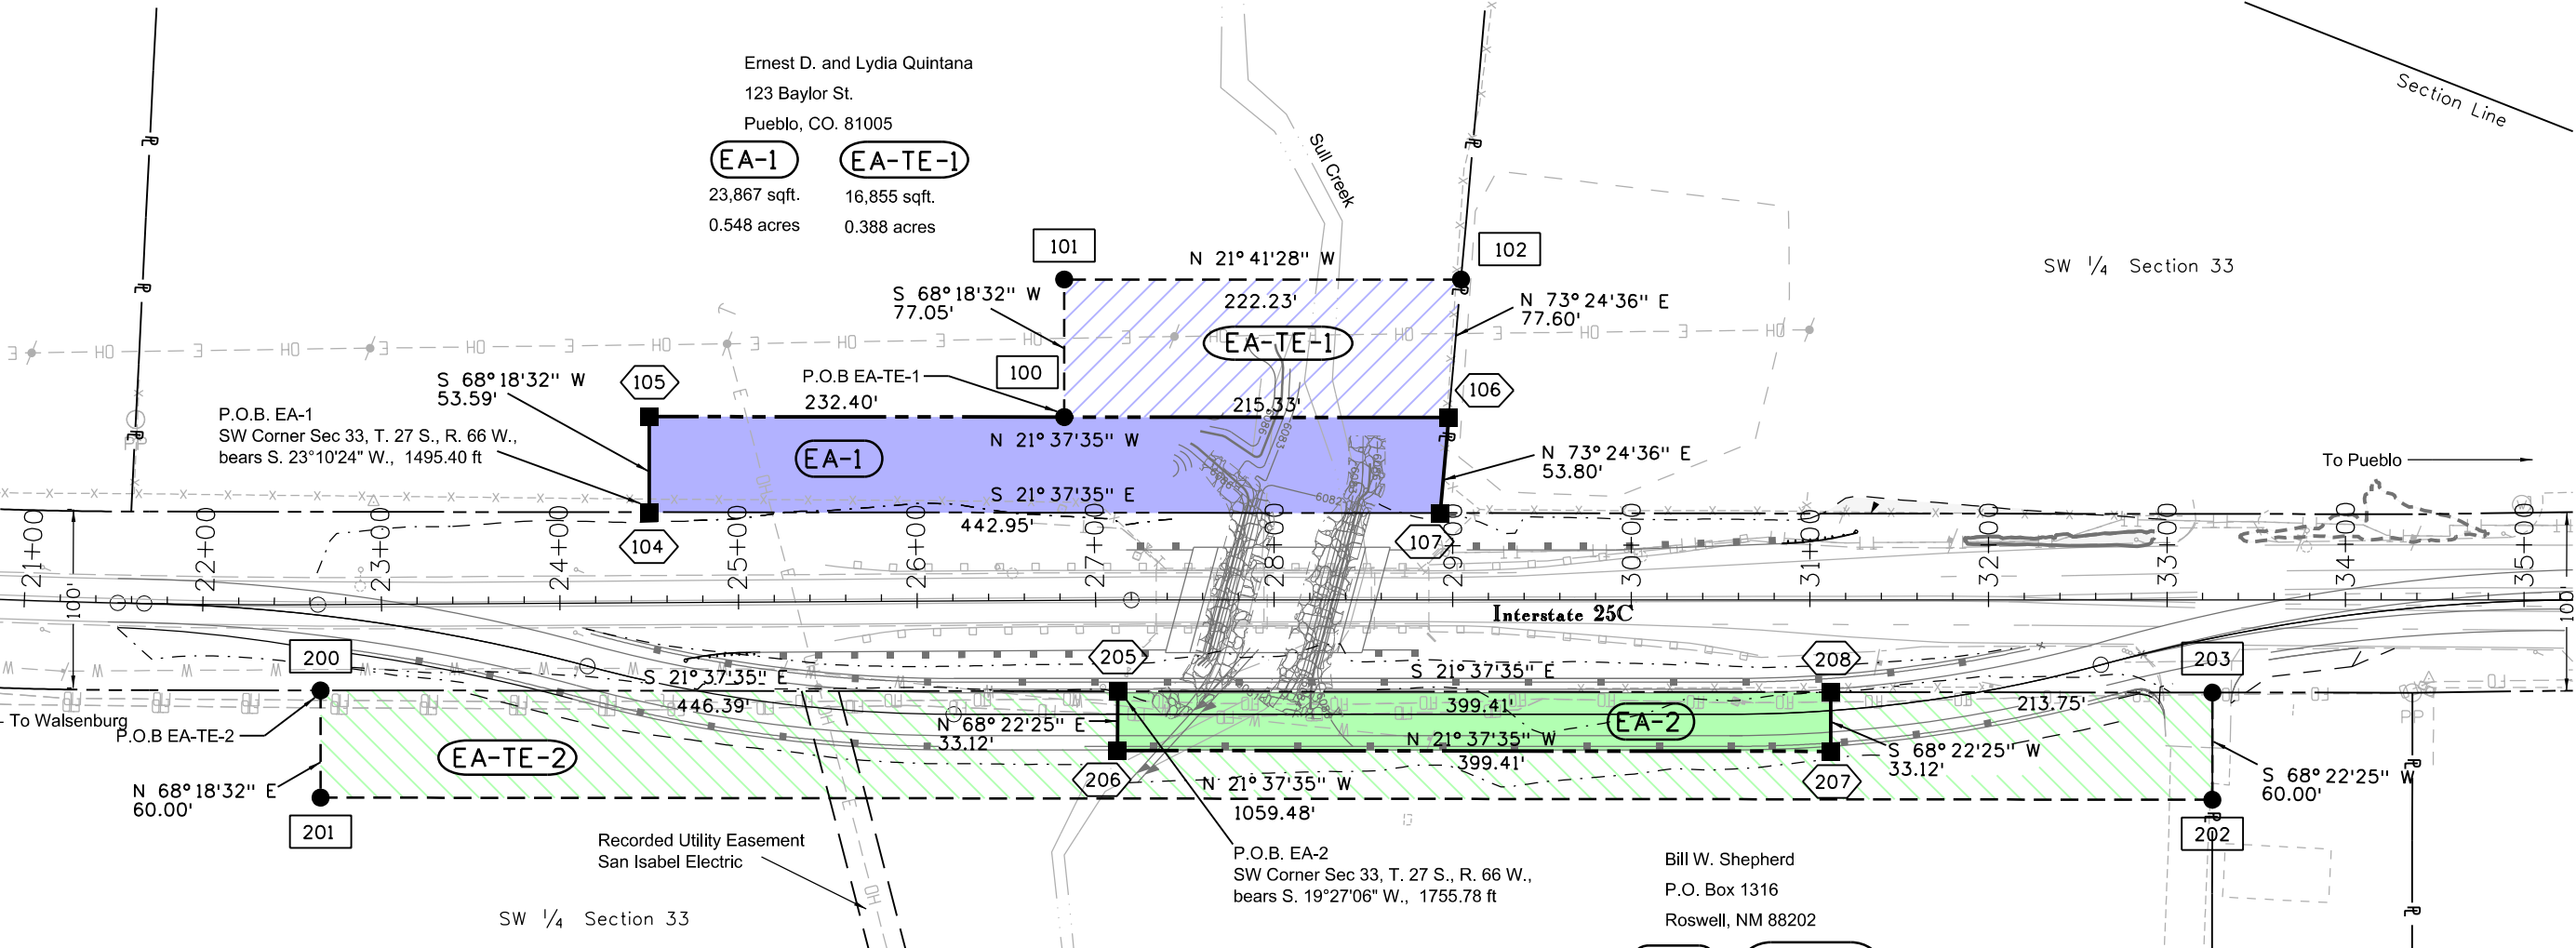 Ernest D. and Lydia Quintana
123 Baylor St.
Pueblo, CO. 81005
EA-1 EA-TE-1
23,867 sqft. 16,855 sqft.
0.548 acres 0.388 acres
Section Line
Sull Creek
SW 1/4 Section 33
101
102
N 21°41'28" W
222.23'
S 68°18'32" W
77.05'
N 73°24'36" E
77.60'
EA-TE-1
100
P.O.B EA-TE-1
S 68°18'32" W
53.59'
105
232.40'
215.33'
106
P.O.B. EA-1
SW Corner Sec 33, T. 27 S., R. 66 W.,
bears S. 23°10'24" W., 1495.40 ft
N 21°37'35" W
EA-1
N 73°24'36" E
53.80'
To Pueblo
S 21°37'35" E
442.95'
6083
6082
104
107
21+00 22+00 23+00 24+00 25+00 26+00 27+00 28+00 29+00 30+00 31+00 32+00 33+00 34+00 35+00
100'
100'
Interstate 25C
200
205
208
203
S 21°37'35" E
446.39'
S 21°37'35" E
399.41'
213.75'
To Walsenburg
P.O.B EA-TE-2
N 68°22'25" E
33.12'
EA-2
N 21°37'35" W
399.41'
S 68°22'25" W
33.12'
EA-TE-2
206
207
N 68°18'32" E
60.00'
N 21°37'35" W
1059.48'
S 68°22'25" W
60.00'
201
202
Recorded Utility Easement
San Isabel Electric
P.O.B. EA-2
SW Corner Sec 33, T. 27 S., R. 66 W.,
bears S. 19°27'06" W., 1755.78 ft
Bill W. Shepherd
P.O. Box 1316
Roswell, NM 88202
SW 1/4 Section 33